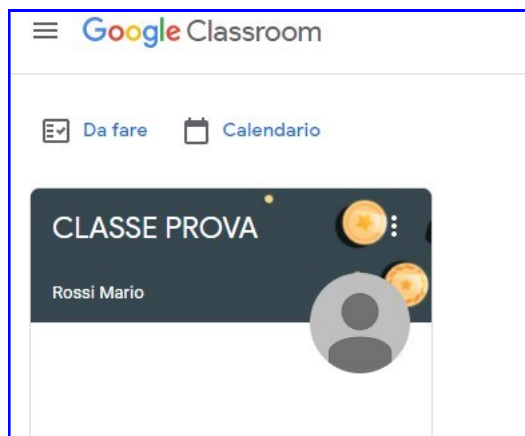 Google Classroom
Da fare Calendario
CLASSE PROVA
Rossi Mario